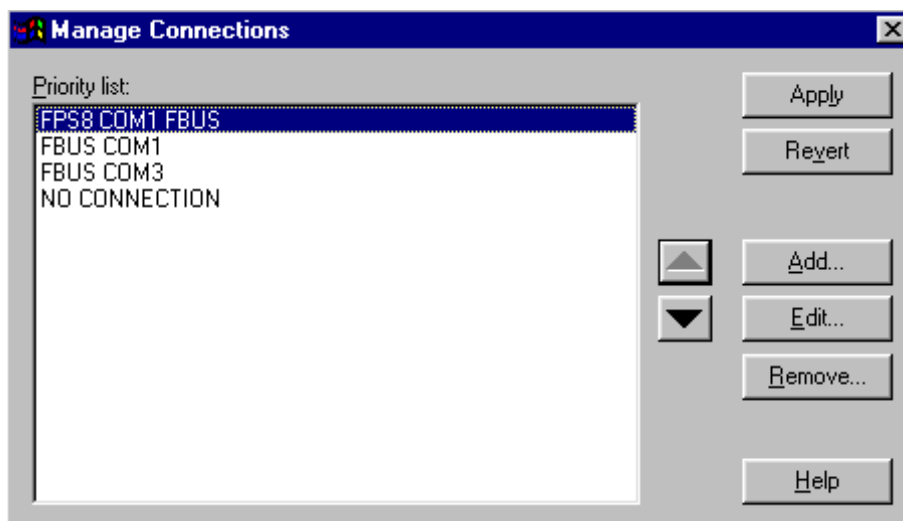 Manage Connections
Priority list:
FPS8 COM1 FBUS
FBUS COM1
FBUS COM3
NO CONNECTION
Apply
Revert
Add...
Edit...
Remove...
Help